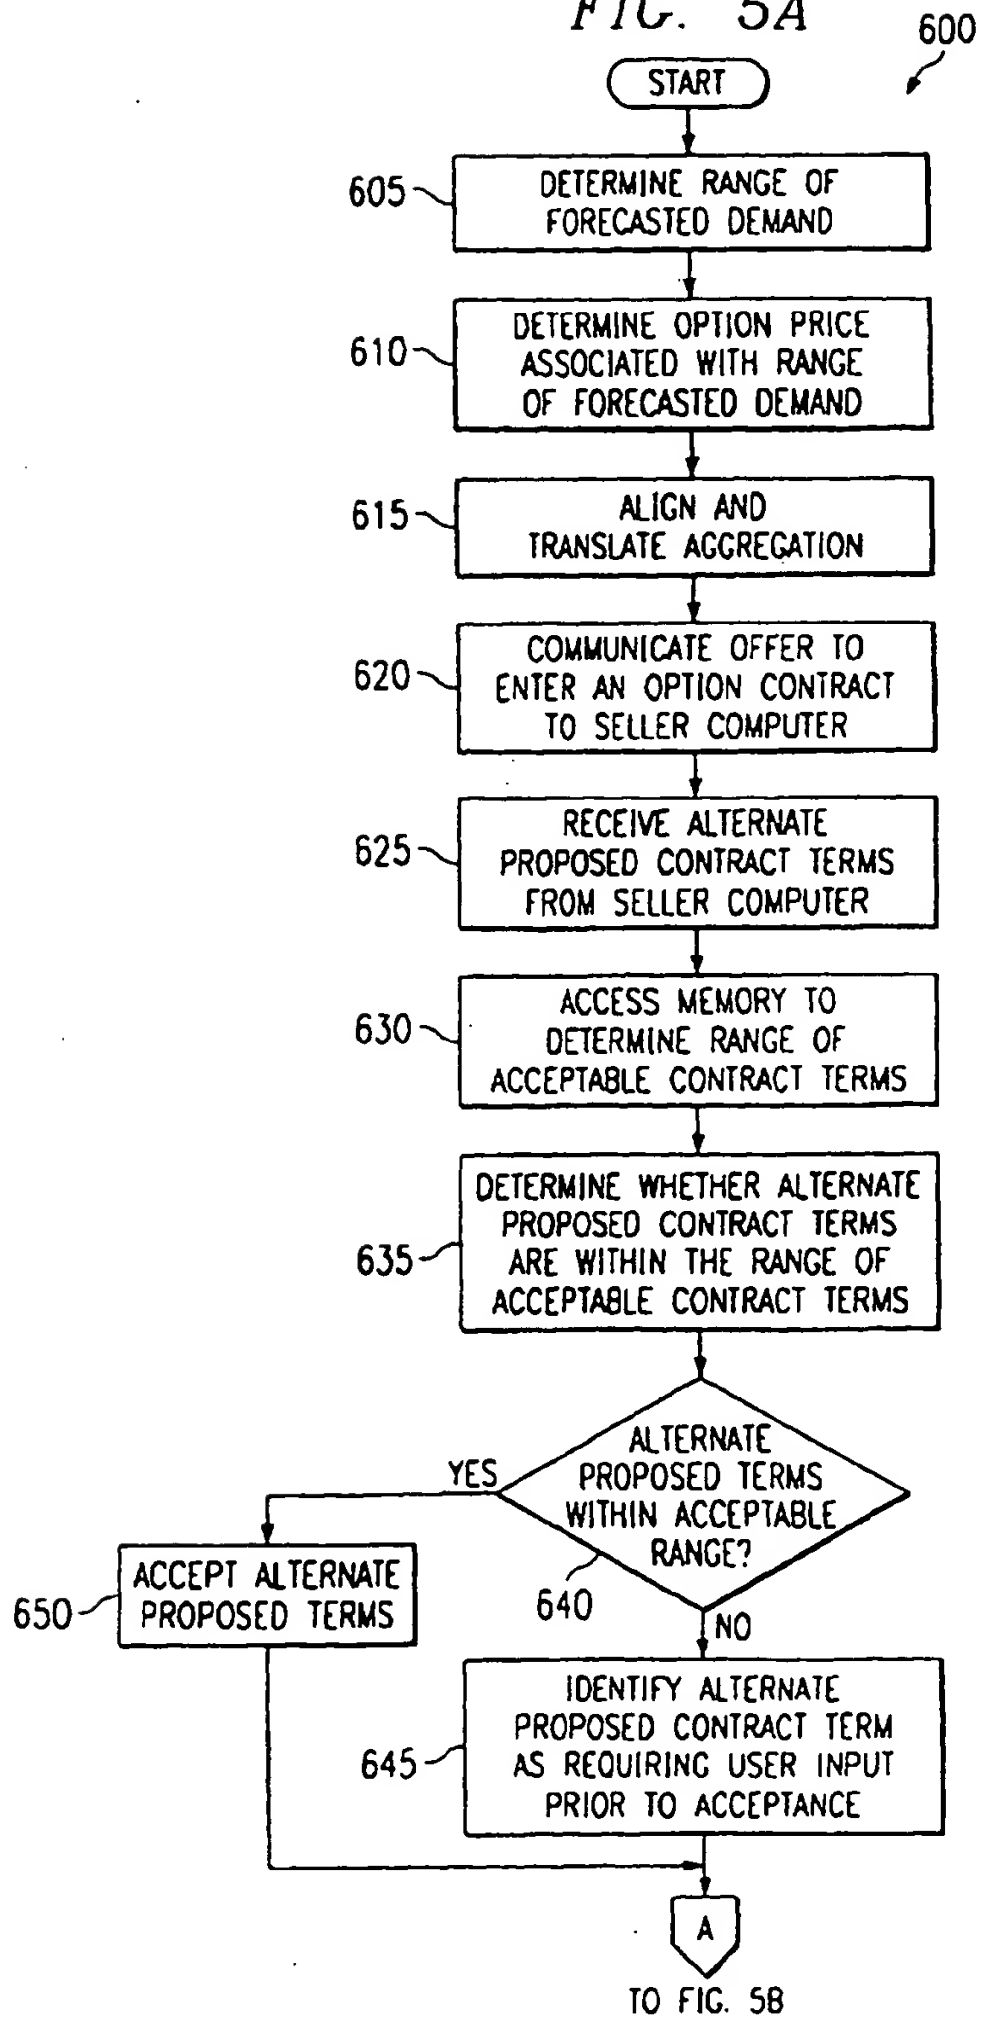 FIG. 5A
600
START
605
DETERMINE RANGE OF
FORECASTED DEMAND
610
DETERMINE OPTION PRICE
ASSOCIATED WITH RANGE
OF FORECASTED DEMAND
615
ALIGN AND
TRANSLATE AGGREGATION
620
COMMUNICATE OFFER TO
ENTER AN OPTION CONTRACT
TO SELLER COMPUTER
625
RECEIVE ALTERNATE
PROPOSED CONTRACT TERMS
FROM SELLER COMPUTER
630
ACCESS MEMORY TO
DETERMINE RANGE OF
ACCEPTABLE CONTRACT TERMS
635
DETERMINE WHETHER ALTERNATE
PROPOSED CONTRACT TERMS
ARE WITHIN THE RANGE OF
ACCEPTABLE CONTRACT TERMS
640
ALTERNATE
PROPOSED TERMS
WITHIN ACCEPTABLE
RANGE?
YES
650
ACCEPT ALTERNATE
PROPOSED TERMS
NO
645
IDENTIFY ALTERNATE
PROPOSED CONTRACT TERM
AS REQUIRING USER INPUT
PRIOR TO ACCEPTANCE
A
TO FIG. 5B